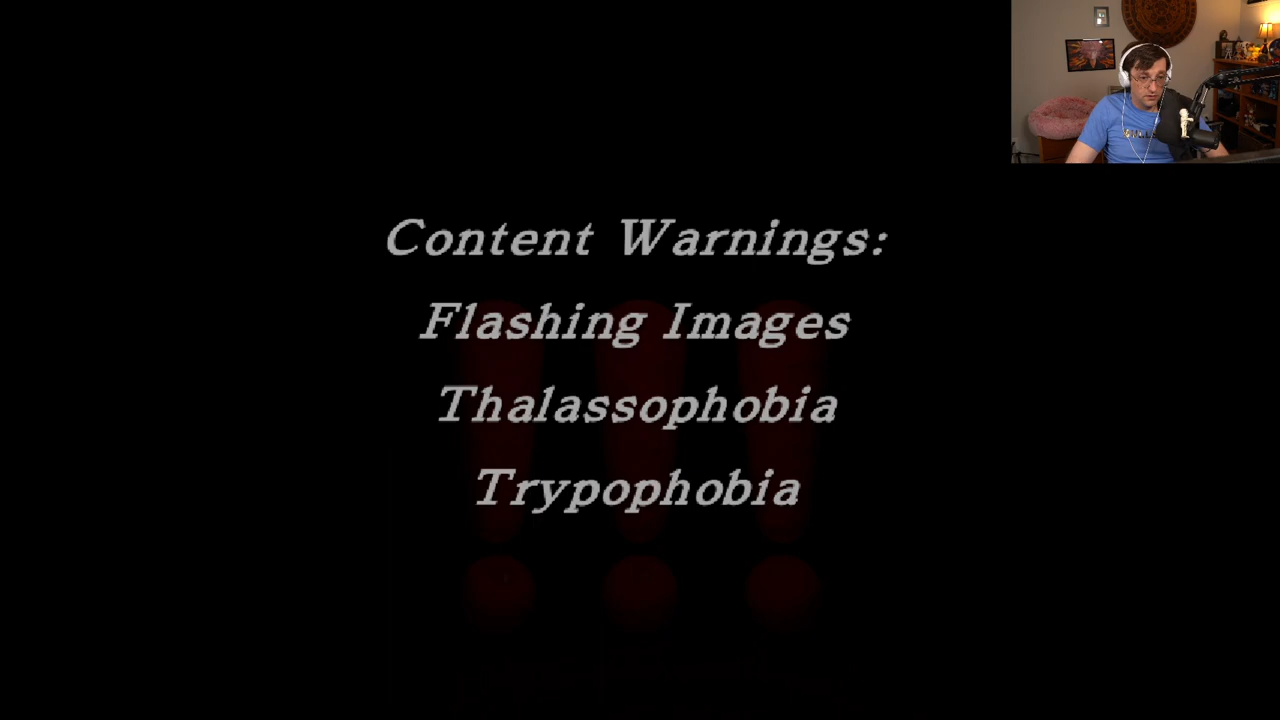 Content Warnings:
Flashing Images
Thalassophobia
Trypophobia